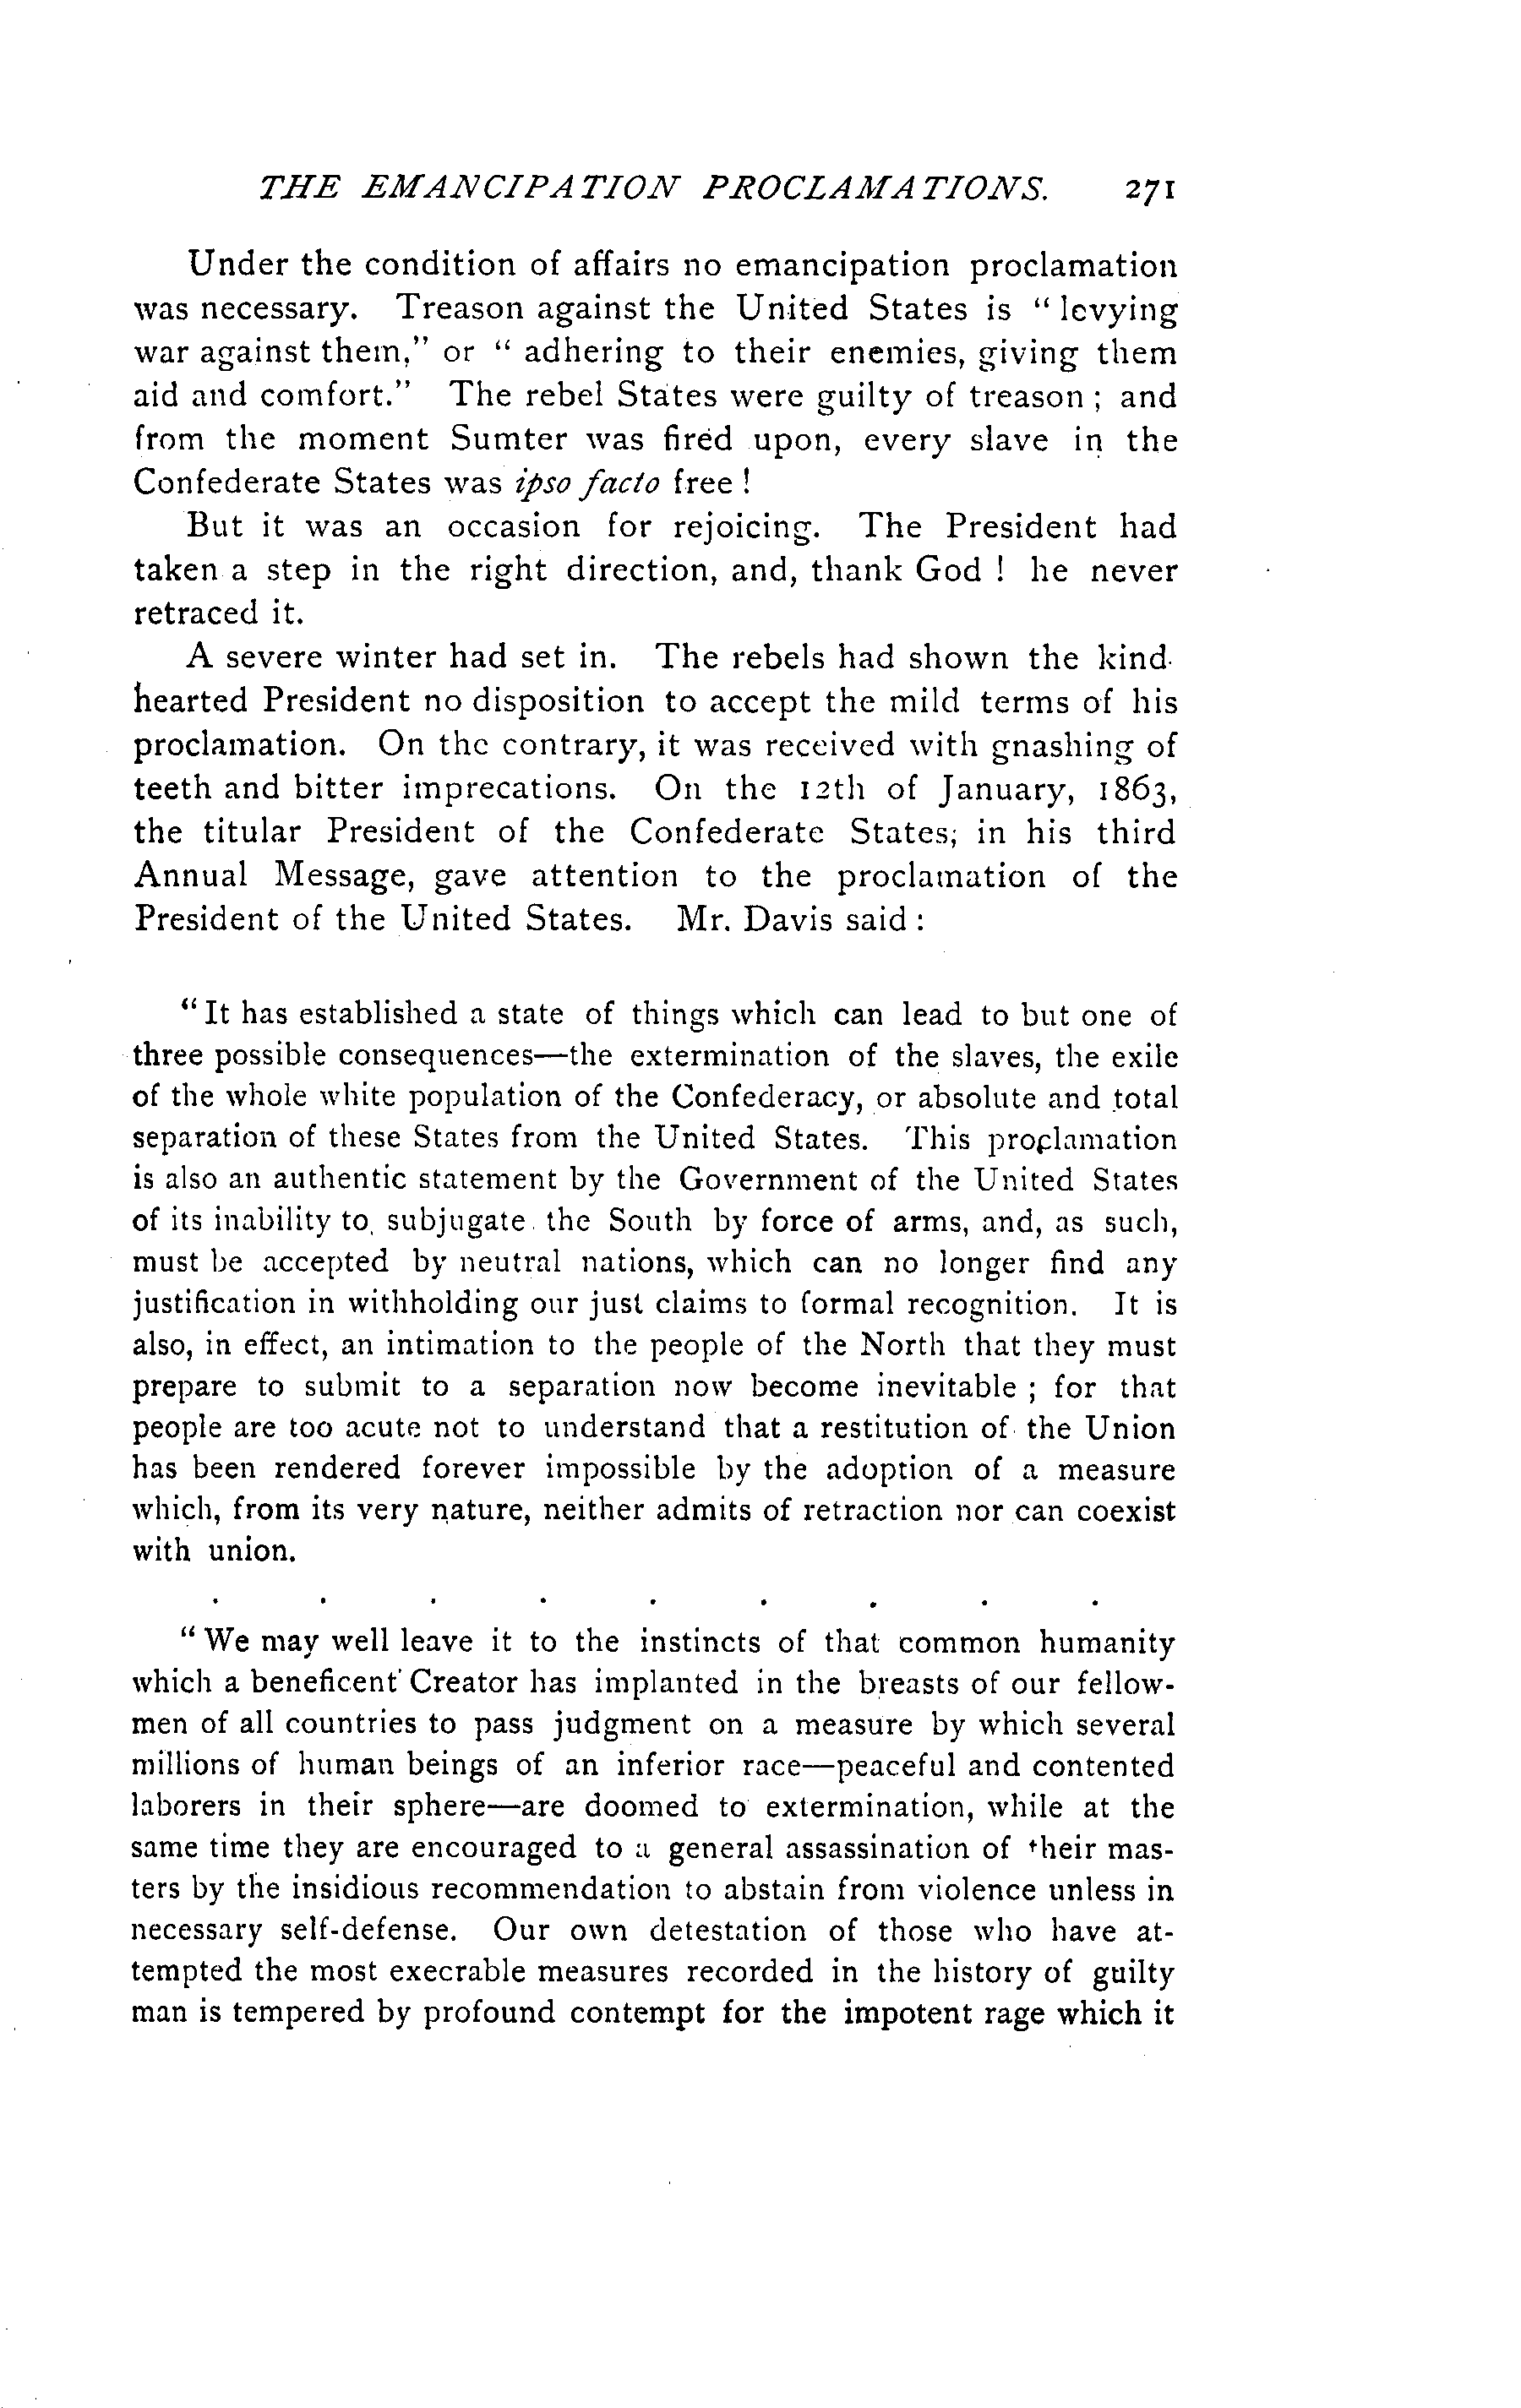 THE EMANCIPATION PROCLAMATIONS. 271
Under the condition of affairs no emancipation proclamation
was necessary. Treason against the United States is " levying
war against them," or " adhering to their enemies, giving them
aid and comfort." The rebel States were guilty of treason ; and
from the moment Sumter was fired upon, every slave in the
Confederate States was ipso facto free !
But it was an occasion for rejoicing. The President had
taken a step in the right direction, and, thank God ! he never
retraced it.
A severe winter had set in. The rebels had shown the kind-
hearted President no disposition to accept the mild terms of his
proclamation. On the contrary, it was received with gnashing of
teeth and bitter imprecations. On the 12th of January, 1863,
the titular President of the Confederate States, in his third
Annual Message, gave attention to the proclamation of the
President of the United States. Mr. Davis said :
" It has established a state of things which can lead to but one of
three possible consequences—the extermination of the slaves, the exile
of the whole white population of the Confederacy, or absolute and total
separation of these States from the United States. This proclamation
is also an authentic statement by the Government of the United States
of its inability to subjugate the South by force of arms, and, as such,
must be accepted by neutral nations, which can no longer find any
justification in withholding our just claims to formal recognition. It is
also, in effect, an intimation to the people of the North that they must
prepare to submit to a separation now become inevitable ; for that
people are too acute not to understand that a restitution of the Union
has been rendered forever impossible by the adoption of a measure
which, from its very nature, neither admits of retraction nor can coexist
with union.
. . . . . . . . .
" We may well leave it to the instincts of that common humanity
which a beneficent Creator has implanted in the breasts of our fellow-
men of all countries to pass judgment on a measure by which several
millions of human beings of an inferior race—peaceful and contented
laborers in their sphere—are doomed to extermination, while at the
same time they are encouraged to a general assassination of their mas-
ters by the insidious recommendation to abstain from violence unless in
necessary self-defense. Our own detestation of those who have at-
tempted the most execrable measures recorded in the history of guilty
man is tempered by profound contempt for the impotent rage which it